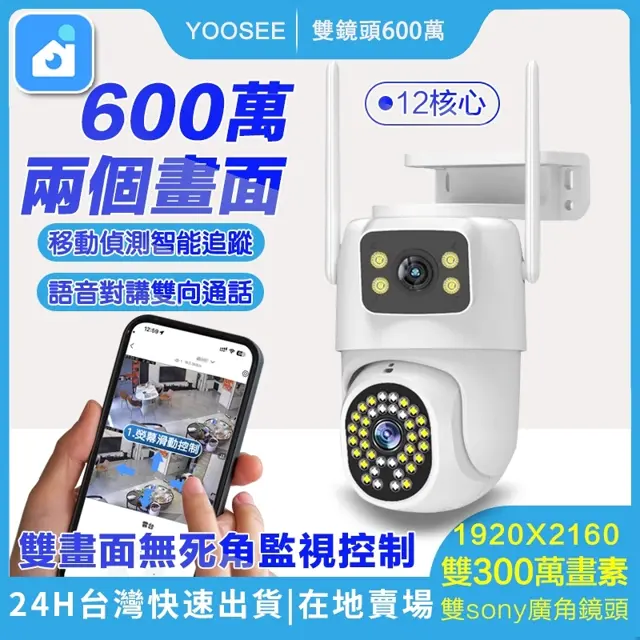 YOOSEE | 雙鏡頭600萬
600萬
兩個畫面
12核心
移動偵測智能追蹤
語音對講雙向通話
12:59
1.熒幕滑動控制
雲台
雙畫面無死角監視控制
1920X2160
雙300萬畫素
雙sony廣角鏡頭
24H台灣快速出貨|在地賣場